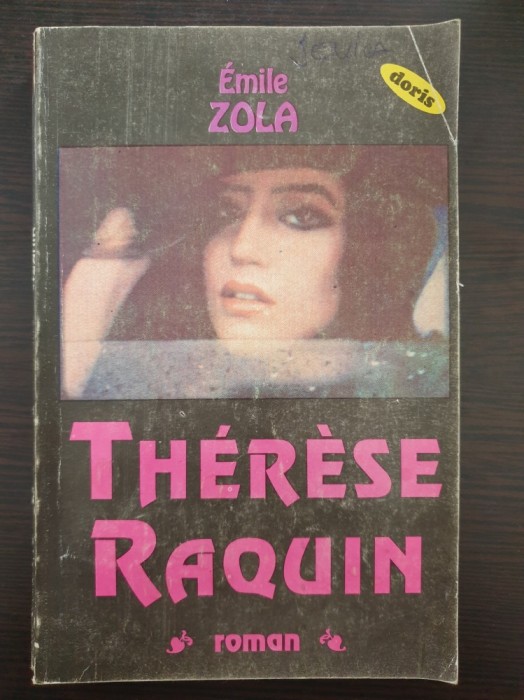 Émile
ZOLA
doris
THÉRÈSE
RAQUIN
roman